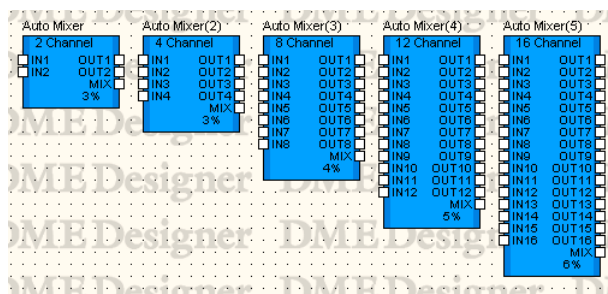 Auto Mixer
2 Channel
IN1 OUT1
IN2 OUT2
MIX
3%
Auto Mixer(2)
4 Channel
IN1 OUT1
IN2 OUT2
IN3 OUT3
IN4 OUT4
MIX
3%
Auto Mixer(3)
8 Channel
IN1 OUT1
IN2 OUT2
IN3 OUT3
IN4 OUT4
IN5 OUT5
IN6 OUT6
IN7 OUT7
IN8 OUT8
MIX
4%
Auto Mixer(4)
12 Channel
IN1 OUT1
IN2 OUT2
IN3 OUT3
IN4 OUT4
IN5 OUT5
IN6 OUT6
IN7 OUT7
IN8 OUT8
IN9 OUT9
IN10 OUT10
IN11 OUT11
IN12 OUT12
MIX
5%
Auto Mixer(5)
16 Channel
IN1 OUT1
IN2 OUT2
IN3 OUT3
IN4 OUT4
IN5 OUT5
IN6 OUT6
IN7 OUT7
IN8 OUT8
IN9 OUT9
IN10 OUT10
IN11 OUT11
IN12 OUT12
IN13 OUT13
IN14 OUT14
IN15 OUT15
IN16 OUT16
MIX
6%
DME Designer DME Designer
DME Designer DME Designer
DME Designer DME Designer